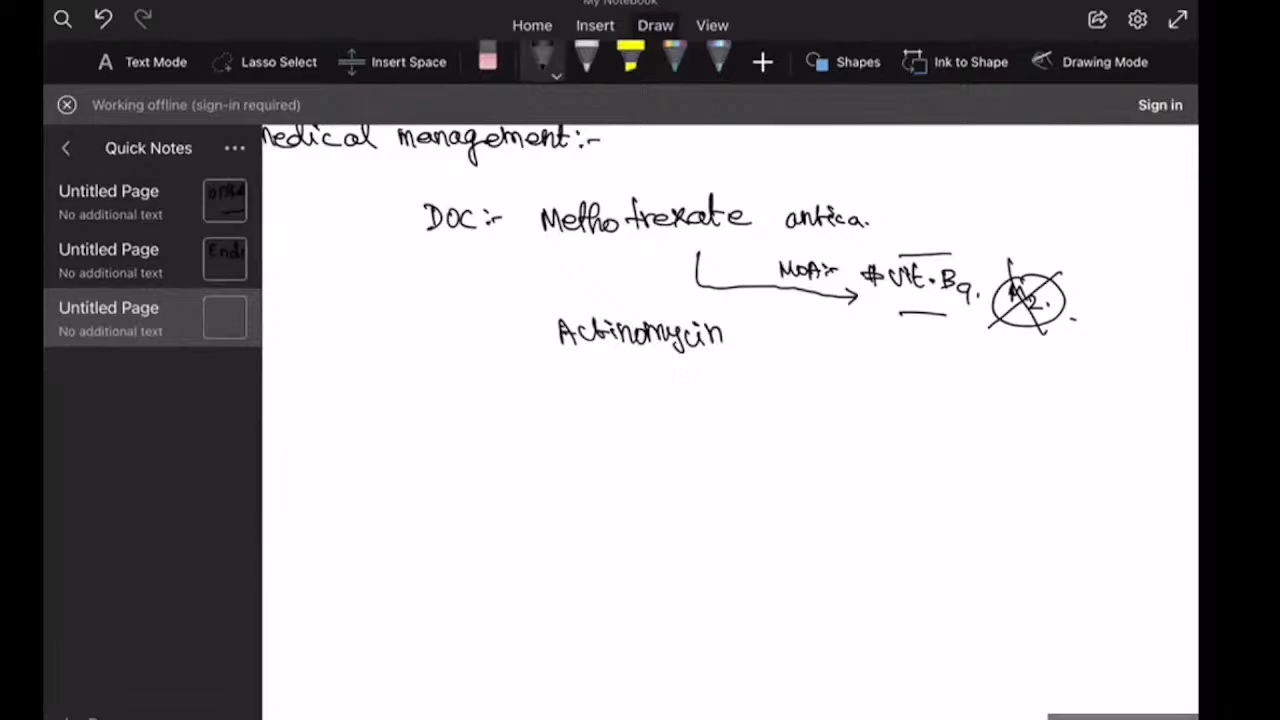 My Notebook
Home Insert Draw View
Text Mode Lasso Select Insert Space Shapes Ink to Shape Drawing Mode
Working offline (sign-in required) Sign in
Quick Notes
Untitled Page
No additional text
Untitled Page
No additional text
Untitled Page
No additional text
medical management:-
DOC:- Methotrexate antica.
MOA:- Vit. B9.
Actinomycin